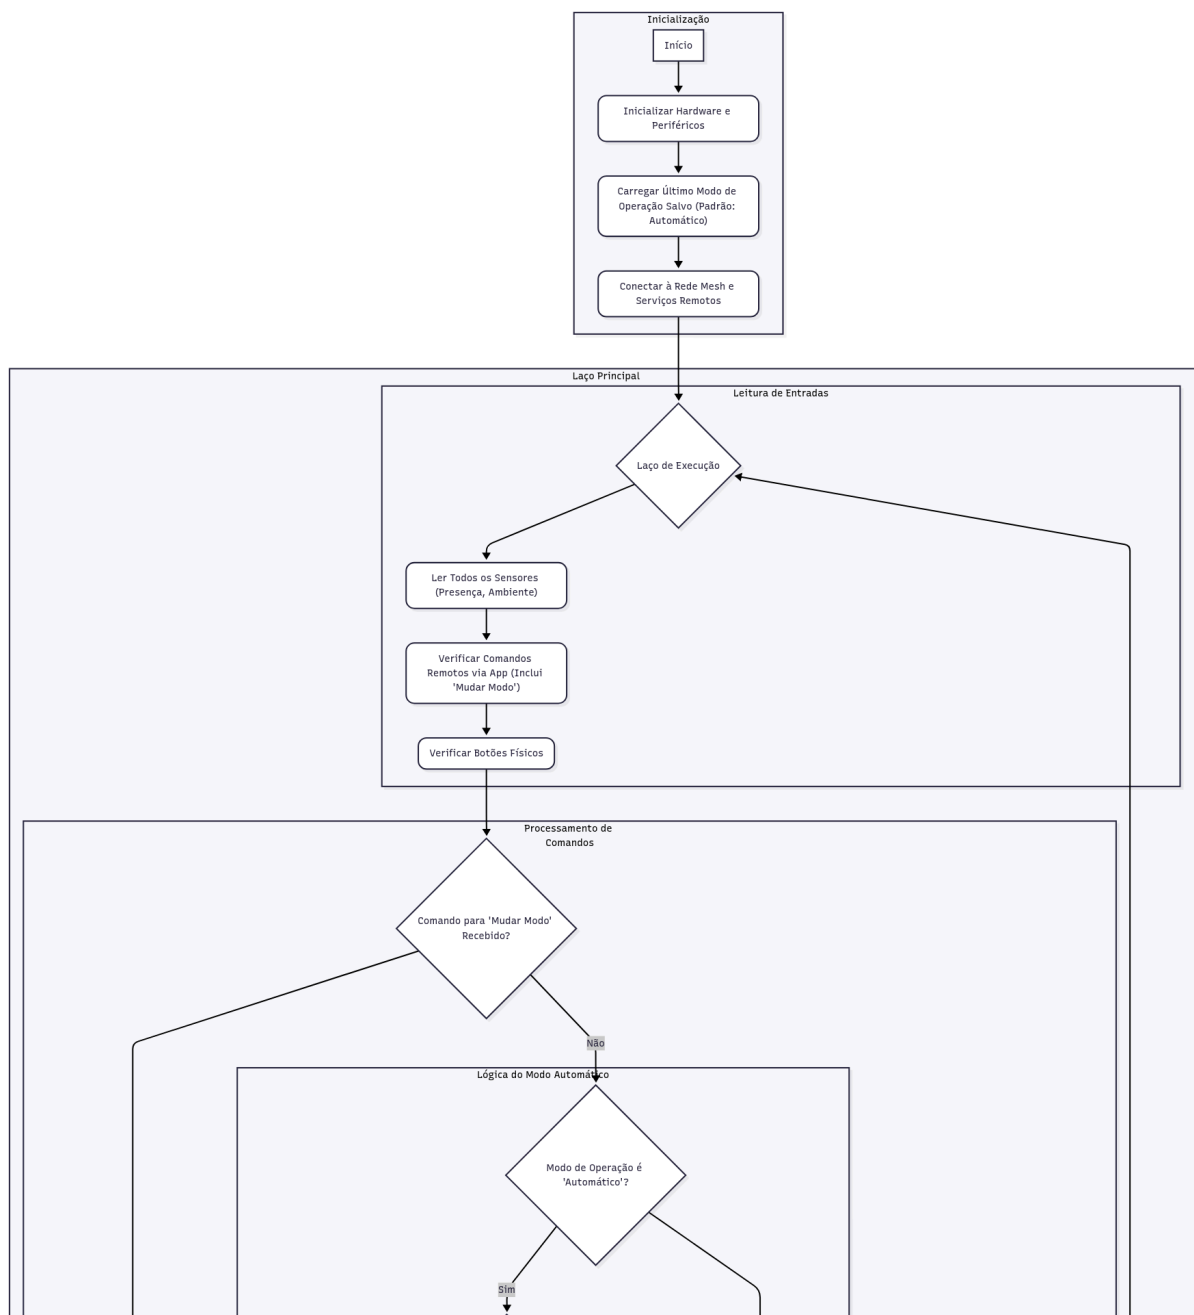 Inicialização
Início
Inicializar Hardware e
Periféricos
Carregar Último Modo de
Operação Salvo (Padrão:
Automático)
Conectar à Rede Mesh e
Serviços Remotos
Laço Principal
Leitura de Entradas
Laço de Execução
Ler Todos os Sensores
(Presença, Ambiente)
Verificar Comandos
Remotos via App (Inclui
'Mudar Modo')
Verificar Botões Físicos
Processamento de
Comandos
Comando para 'Mudar Modo'
Recebido?
Não
Lógica do Modo Automático
Modo de Operação é
'Automático'?
Sim